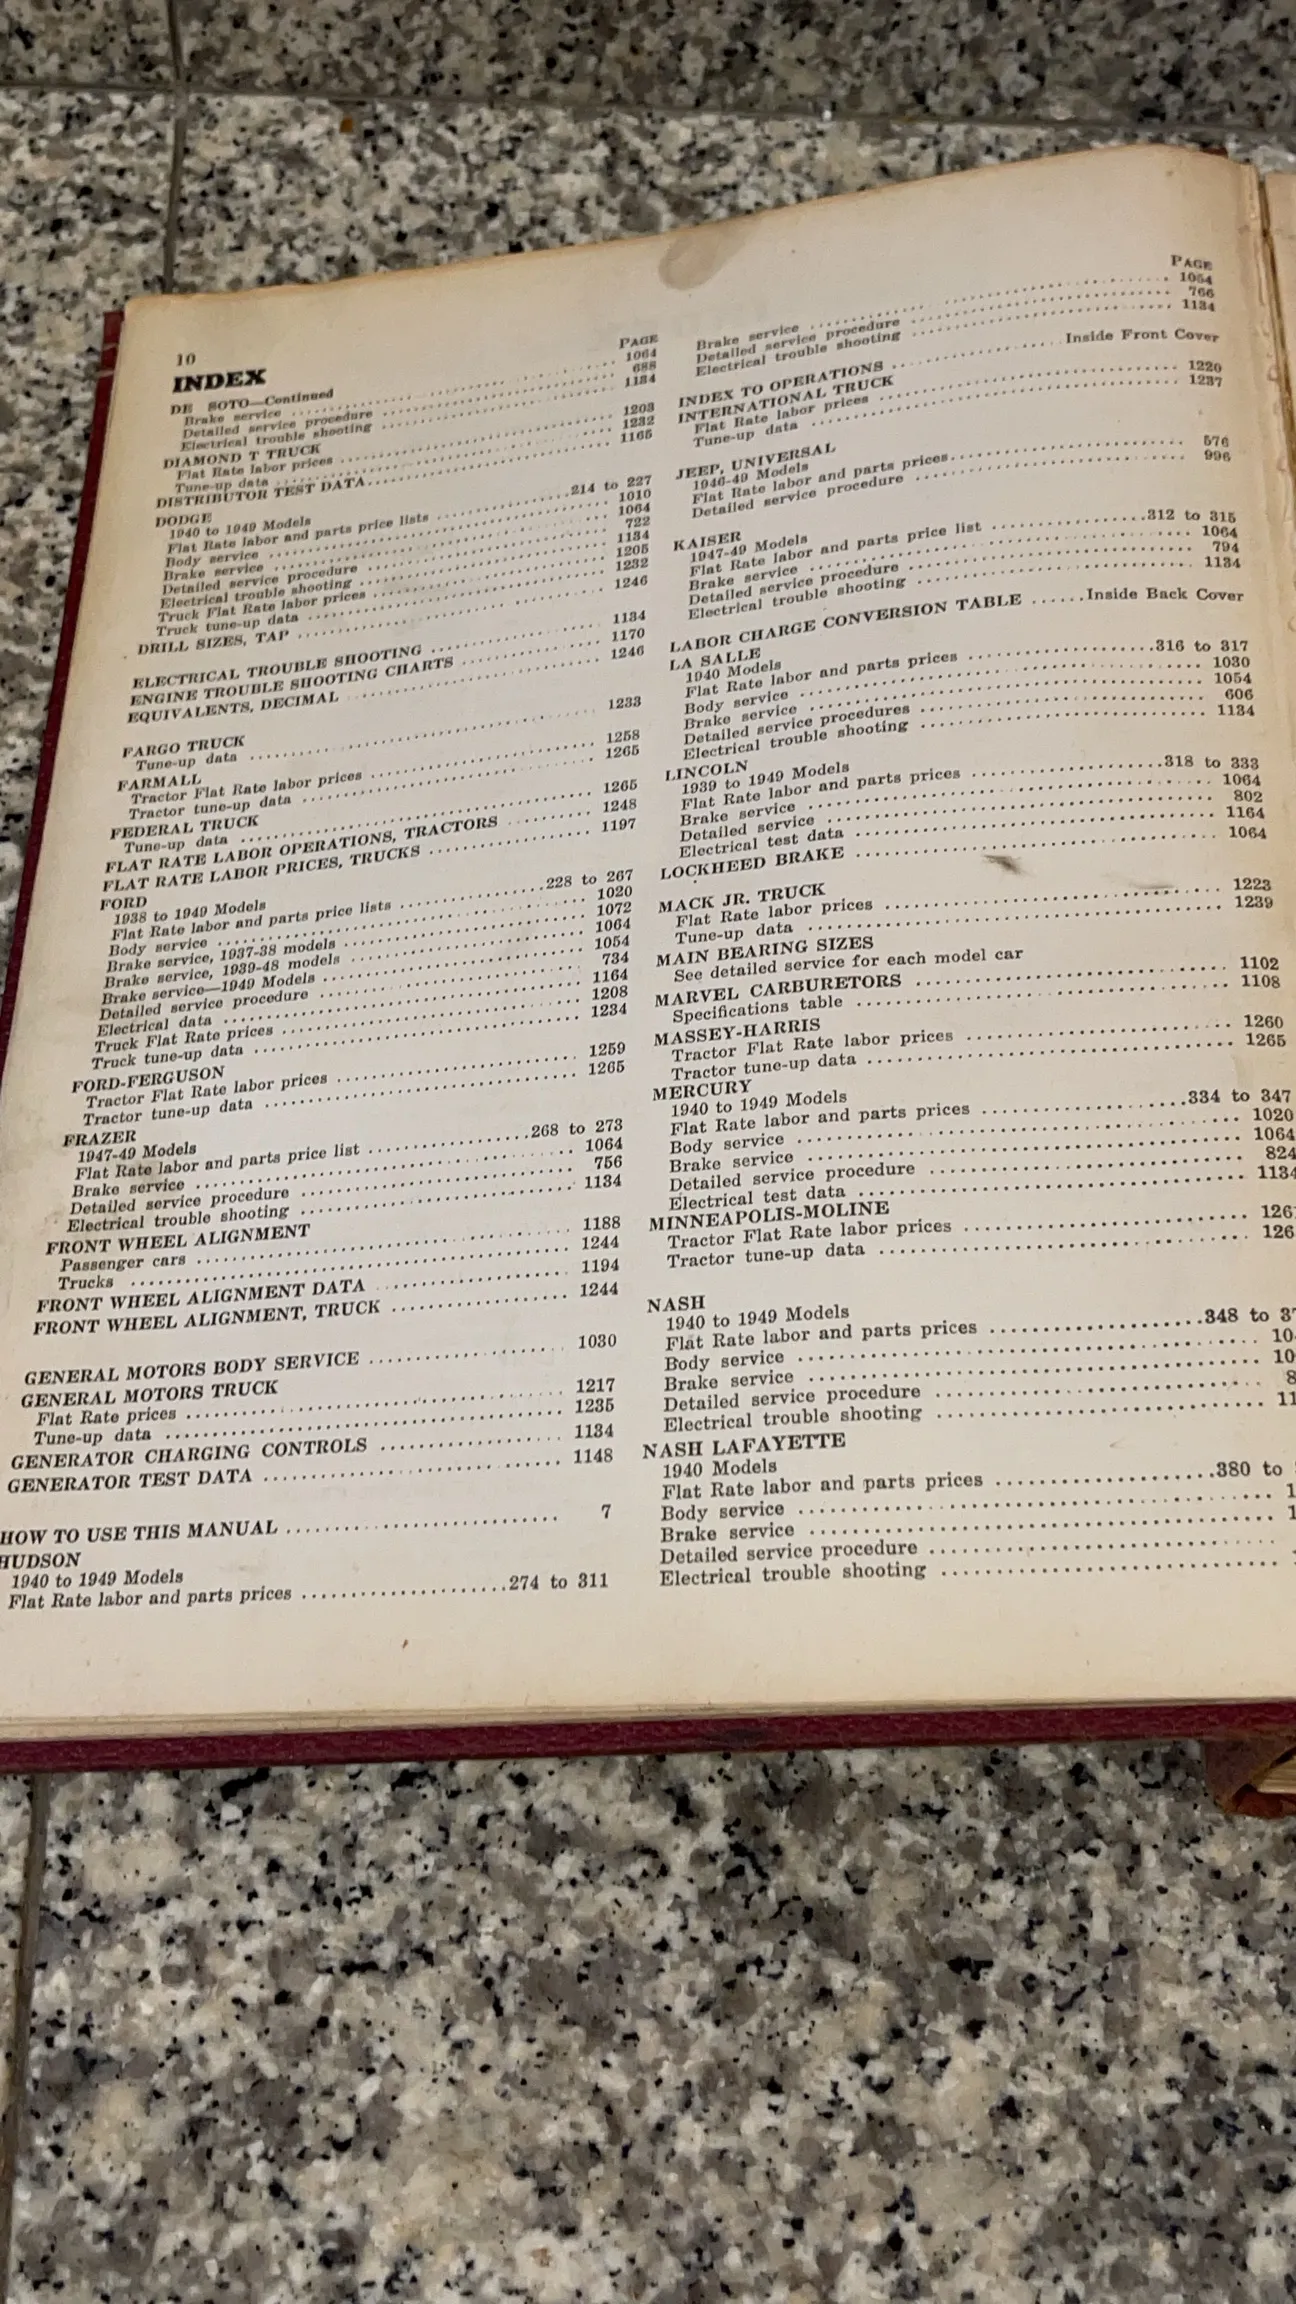 10
INDEX
PAGE
DE SOTO—Continued
Brake service 1064
Detailed service procedure 688
Electrical trouble shooting 1134
DIAMOND T TRUCK
Flat Rate labor prices 1203
Tune-up data 1232
DISTRIBUTOR TEST DATA 1165
DODGE
1940 to 1949 Models
Flat Rate labor and parts price lists 214 to 227
Body service 1010
Brake service 1064
Detailed service procedure 722
Electrical trouble shooting 1134
Truck Flat Rate labor prices 1205
Truck tune-up data 1232
DRILL SIZES, TAP 1246
ELECTRICAL TROUBLE SHOOTING 1134
ENGINE TROUBLE SHOOTING CHARTS 1170
EQUIVALENTS, DECIMAL 1246
FARGO TRUCK
Tune-up data 1233
FARMALL
Tractor Flat Rate labor prices 1258
Tractor tune-up data 1265
FEDERAL TRUCK
Tune-up data
FLAT RATE LABOR OPERATIONS, TRACTORS 1248
FLAT RATE LABOR PRICES, TRUCKS 1197
FORD
1938 to 1949 Models
Flat Rate labor and parts price lists 228 to 267
Body service 1020
Brake service, 1937-38 models 1072
Brake service, 1939-48 models 1064
Brake service—1949 Models 1054
Detailed service procedure 734
Electrical data 1164
Truck Flat Rate prices 1208
Truck tune-up data 1234
FORD-FERGUSON
Tractor Flat Rate labor prices 1259
Tractor tune-up data 1265
FRAZER
1947-49 Models
Flat Rate labor and parts price list 268 to 273
Brake service 1064
Detailed service procedure 756
Electrical trouble shooting 1134
FRONT WHEEL ALIGNMENT
Passenger cars 1188
Trucks 1244
FRONT WHEEL ALIGNMENT DATA 1194
FRONT WHEEL ALIGNMENT, TRUCK 1244
GENERAL MOTORS BODY SERVICE 1030
GENERAL MOTORS TRUCK
Flat Rate prices 1217
Tune-up data 1235
GENERATOR CHARGING CONTROLS 1134
GENERATOR TEST DATA 1148
HOW TO USE THIS MANUAL 7
HUDSON
1940 to 1949 Models
Flat Rate labor and parts prices 274 to 311
PAGE
Brake service 1054
Detailed service procedure 766
Electrical trouble shooting 1134
INDEX TO OPERATIONS Inside Front Cover
INTERNATIONAL TRUCK
Flat Rate labor prices 1220
Tune-up data 1237
JEEP, UNIVERSAL
1946-49 Models
Flat Rate labor and parts prices 576
Detailed service procedure 996
KAISER
1947-49 Models
Flat Rate labor and parts price list 312 to 315
Brake service 1064
Detailed service procedure 794
Electrical trouble shooting 1134
LABOR CHARGE CONVERSION TABLE Inside Back Cover
LA SALLE
1940 Models
Flat Rate labor and parts prices 316 to 317
Body service 1030
Brake service 1054
Detailed service procedures 606
Electrical trouble shooting 1134
LINCOLN
1939 to 1949 Models
Flat Rate labor and parts prices 318 to 333
Brake service 1064
Detailed service 802
Electrical test data 1164
LOCKHEED BRAKE 1064
MACK JR. TRUCK
Flat Rate labor prices 1223
Tune-up data 1239
MAIN BEARING SIZES
See detailed service for each model car
MARVEL CARBURETORS 1102
Specifications table 1108
MASSEY-HARRIS
Tractor Flat Rate labor prices 1260
Tractor tune-up data 1265
MERCURY
1940 to 1949 Models
Flat Rate labor and parts prices 334 to 347
Body service 1020
Brake service 1064
Detailed service procedure 824
Electrical test data 1134
MINNEAPOLIS-MOLINE
Tractor Flat Rate labor prices
Tractor tune-up data
NASH
1940 to 1949 Models
Flat Rate labor and parts prices 348 to
Body service
Brake service
Detailed service procedure
Electrical trouble shooting
NASH LAFAYETTE
1940 Models
Flat Rate labor and parts prices 380 to
Body service
Brake service
Detailed service procedure
Electrical trouble shooting